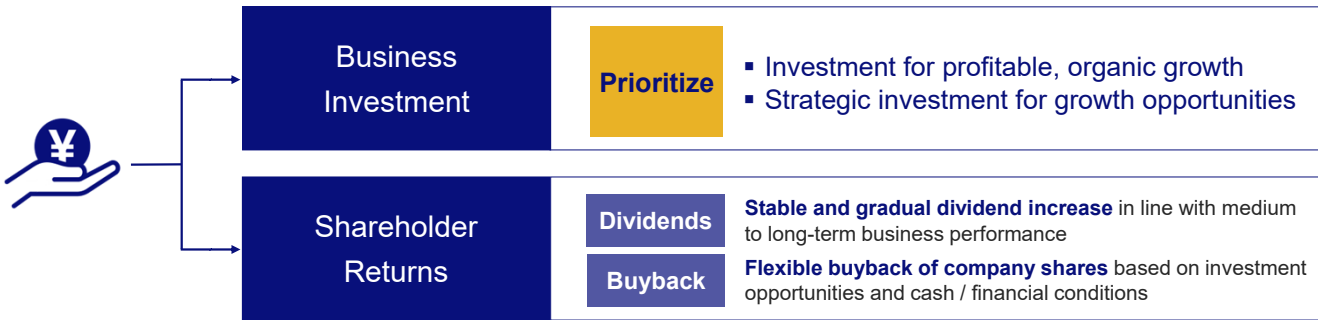 ¥
Business
Investment
Prioritize
▪ Investment for profitable, organic growth
▪ Strategic investment for growth opportunities
Shareholder
Returns
Dividends
Stable and gradual dividend increase in line with medium
to long-term business performance
Buyback
Flexible buyback of company shares based on investment
opportunities and cash / financial conditions